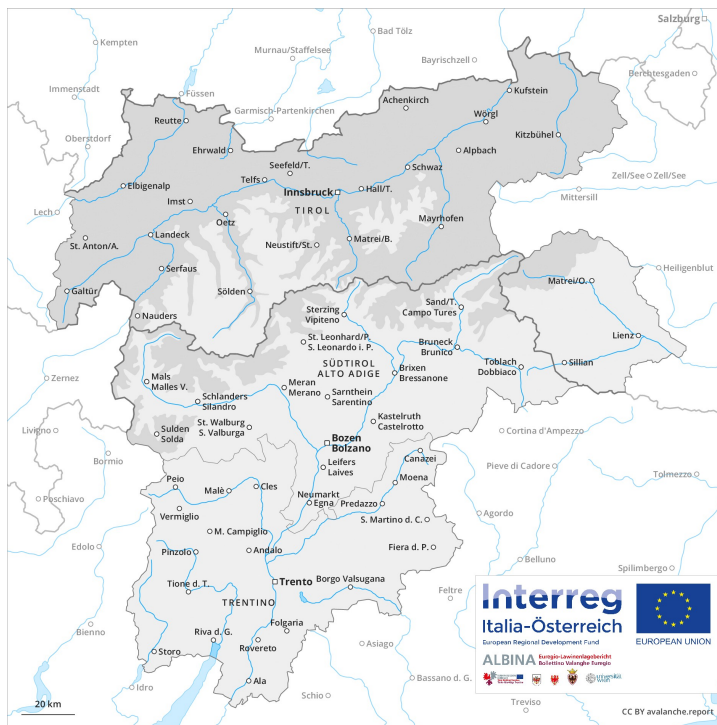 Salzburg
Kempten
Bad Tölz
Murnau/Staffelsee
Bayrischzell
Berchtesgaden
Immenstadt
Füssen
Kufstein
Achenkirch
Garmisch-Partenkirchen
Reutte
Wörgl
Oberstdorf
Kitzbühel
Ehrwald
Alpbach
Seefeld/T.
Schwaz
Telfs
Zell/See
Zell/See
Elbigenalp
Innsbruck
Hall/T.
Mittersill
Imst
TIROL
Lech
Oetz
Mayrhofen
Landeck
St. Anton/A.
Neustift/St.
Matrei/B.
Serfaus
Heiligenblut
Galtür
Sölden
Matrei/O.
Nauders
Sterzing
Vipiteno
Sand/T.
Campo Tures
Lienz
St. Leonhard/P.
S. Leonardo i. P.
Bruneck
Brunico
SÜDTIROL
ALTO ADIGE
Toblach
Dobbiaco
Sillian
Zernez
Mals
Malles V.
Meran
Merano
Brixen
Bressanone
Schlanders
Silandro
Sarnthein
Sarentino
St. Walburg
S. Valburga
Kastelruth
Castelrotto
Livigno
Sulden
Solda
Bozen
Bolzano
Cortina d'Ampezzo
Bormio
Canazei
Pieve di Cadore
Leifers
Laives
Tolmezzo
Peio
Malè
Cles
Moena
Poschiavo
Neumarkt
Egna
Predazzo
Vermiglio
Agordo
S. Martino d. C.
M. Campiglio
Edolo
Pinzolo
Andalo
Fiera d. P.
Belluno
Spilimbergo
Tione d. T.
Trento
Borgo Valsugana
Feltre
TRENTINO
Folgaria
Bienno
Riva d. G.
Rovereto
Asiago
Storo
Bassano d. G.
Ala
Idro
Schio
Treviso
20 km
Interreg
Italia-Österreich
European Regional Development Fund
EUROPEAN UNION
ALBINA
Euregio-Lawinenlagebericht
Bollettino Valanghe Euregio
universität
wien
CC BY avalanche.report